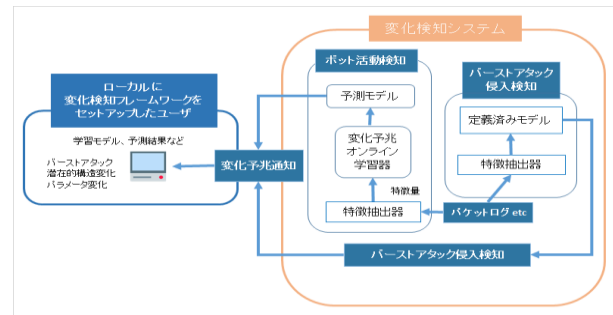 変化検知システム
ローカルに
変化検知フレームワークを
セットアップしたユーザ
学習モデル、予測結果など
バーストアタック
潜在的構造変化
パラメータ変化
変化予兆通知
ボット活動検知
予測モデル
変化予兆
オンライン
学習器
特徴量
特徴抽出器
バーストアタック
侵入検知
定義済みモデル
特徴抽出器
パケットログ etc
バーストアタック侵入検知